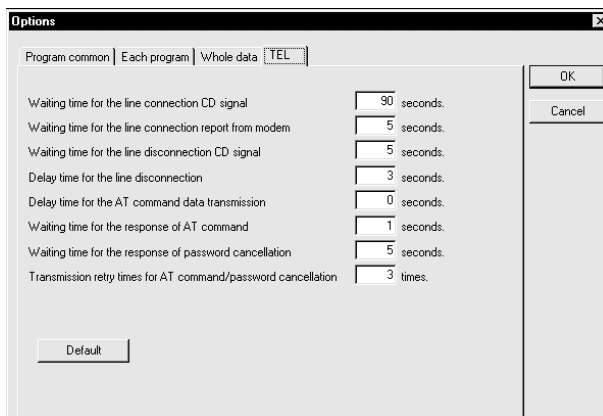 Options
Program common Each program Whole data TEL
OK
Cancel
Waiting time for the line connection CD signal 90 seconds.
Waiting time for the line connection report from modem 5 seconds.
Waiting time for the line disconnection CD signal 5 seconds.
Delay time for the line disconnection 3 seconds.
Delay time for the AT command data transmission 0 seconds.
Waiting time for the response of AT command 1 seconds.
Waiting time for the response of password cancellation 5 seconds.
Transmission retry times for AT command/password cancellation 3 times.
Default